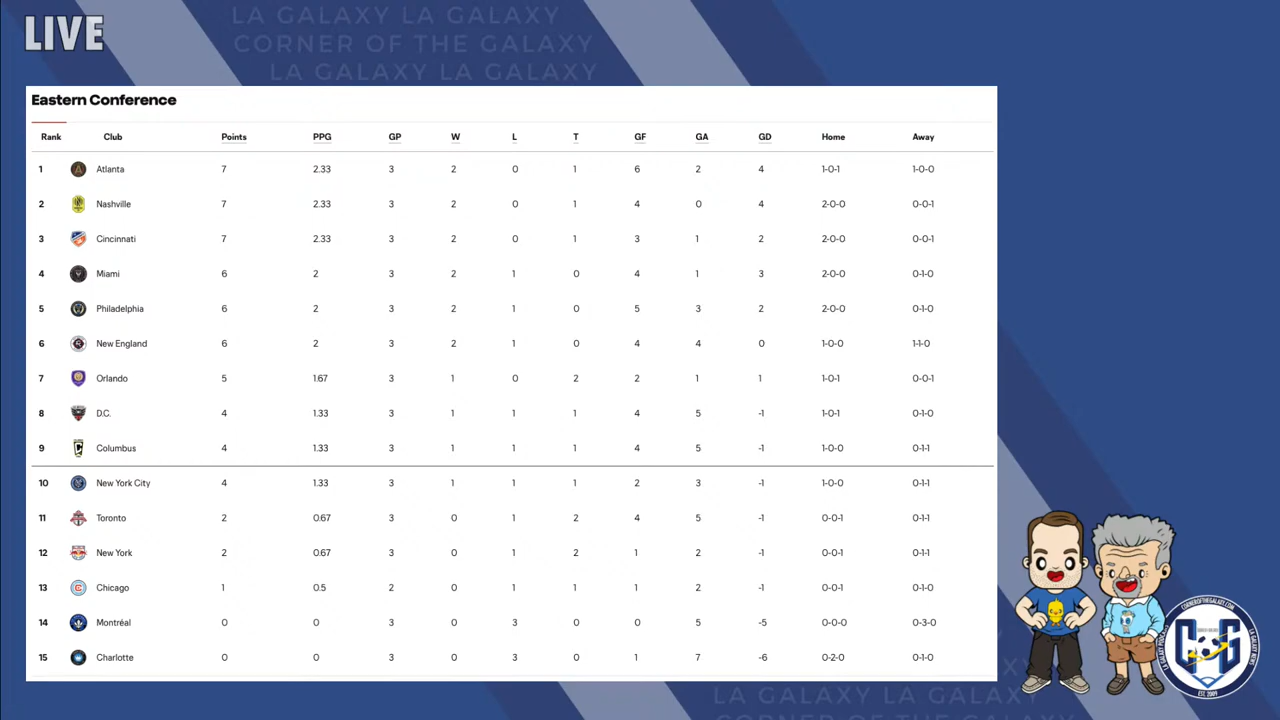 LIVE
LA GALAXY LA GALAXY
CORNER OF THE GALAXY
LA GALAXY LA GALAXY
Eastern Conference
Rank Club Points PPG GP W L T GF GA GD Home Away
1 Atlanta 7 2.33 3 2 0 1 6 2 4 1-0-1 1-0-0
2 Nashville 7 2.33 3 2 0 1 4 0 4 2-0-0 0-0-1
3 Cincinnati 7 2.33 3 2 0 1 3 1 2 2-0-0 0-0-1
4 Miami 6 2 3 2 1 0 4 1 3 2-0-0 0-1-0
5 Philadelphia 6 2 3 2 1 0 5 3 2 2-0-0 0-1-0
6 New England 6 2 3 2 1 0 4 4 0 1-0-0 1-1-0
7 Orlando 5 1.67 3 1 0 2 2 1 1 1-0-1 0-0-1
8 D.C. 4 1.33 3 1 1 1 4 5 -1 1-0-1 0-1-0
9 Columbus 4 1.33 3 1 1 1 4 5 -1 1-0-0 0-1-1
10 New York City 4 1.33 3 1 1 1 2 3 -1 1-0-0 0-1-1
11 Toronto 2 0.67 3 0 1 2 4 5 -1 0-0-1 0-1-1
12 New York 2 0.67 3 0 1 2 1 2 -1 0-0-1 0-1-1
13 Chicago 1 0.5 2 0 1 1 1 2 -1 0-0-1 0-1-0
14 Montréal 0 0 3 0 3 0 0 5 -5 0-0-0 0-3-0
15 Charlotte 0 0 3 0 3 0 1 7 -6 0-2-0 0-1-0
CORNEROFTHEGALAXY.COM
LA GALAXY PODCAST
LA GALAXY NEWS
EST. 2009
LA GALAXY LA GALAXY
CORNER OF THE GALAXY